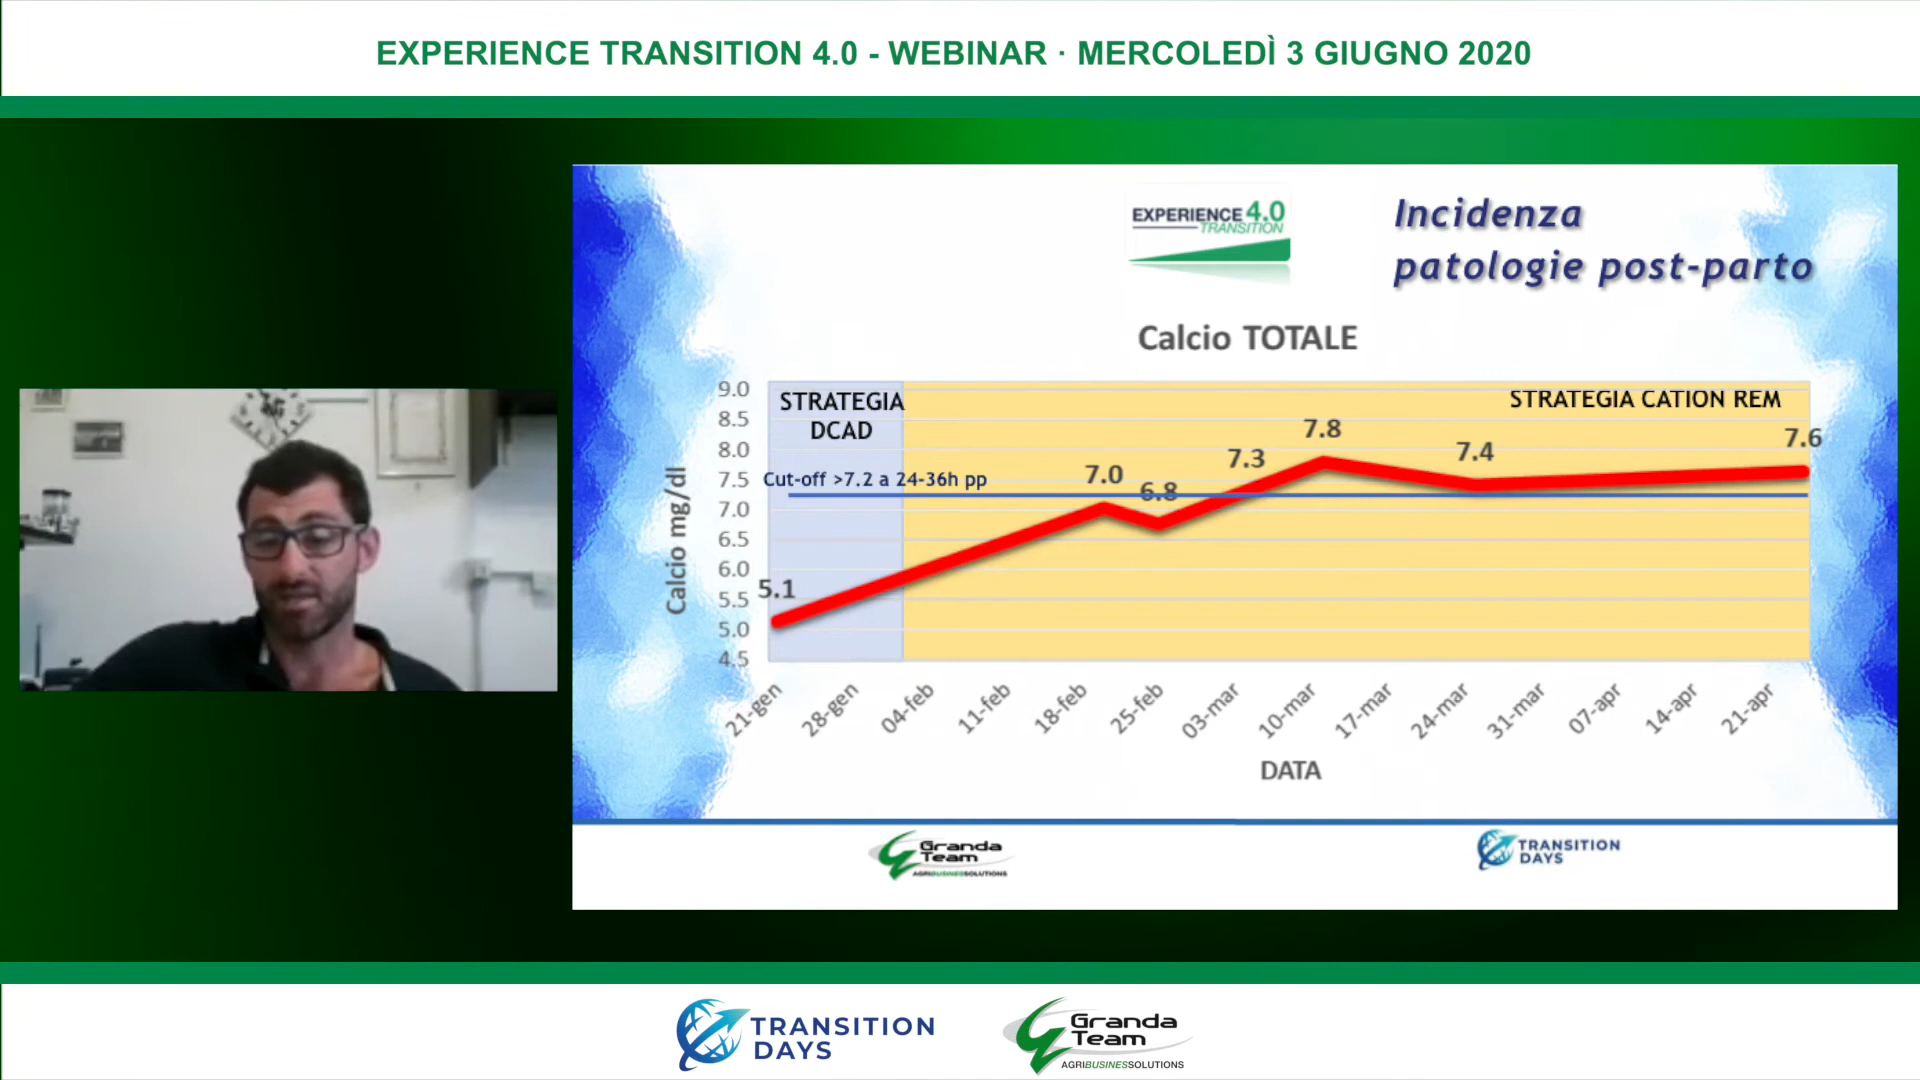 EXPERIENCE TRANSITION 4.0 - WEBINAR · MERCOLEDÌ 3 GIUGNO 2020
EXPERIENCE 4.0
TRANSITION
Incidenza
patologie post-parto
Calcio TOTALE
9.0
8.5
8.0
7.5
7.0
6.5
6.0
5.5
5.0
4.5
Calcio mg/dl
STRATEGIA
DCAD
STRATEGIA CATION REM
Cut-off >7.2 a 24-36h pp
5.1
7.0
6.8
7.3
7.8
7.4
7.6
21-gen
28-gen
04-feb
11-feb
18-feb
25-feb
03-mar
10-mar
17-mar
24-mar
31-mar
07-apr
14-apr
21-apr
DATA
Granda
Team
AGRIBUSINESSOLUTIONS
TRANSITION
DAYS
TRANSITION
DAYS
Granda
Team
AGRIBUSINESSOLUTIONS